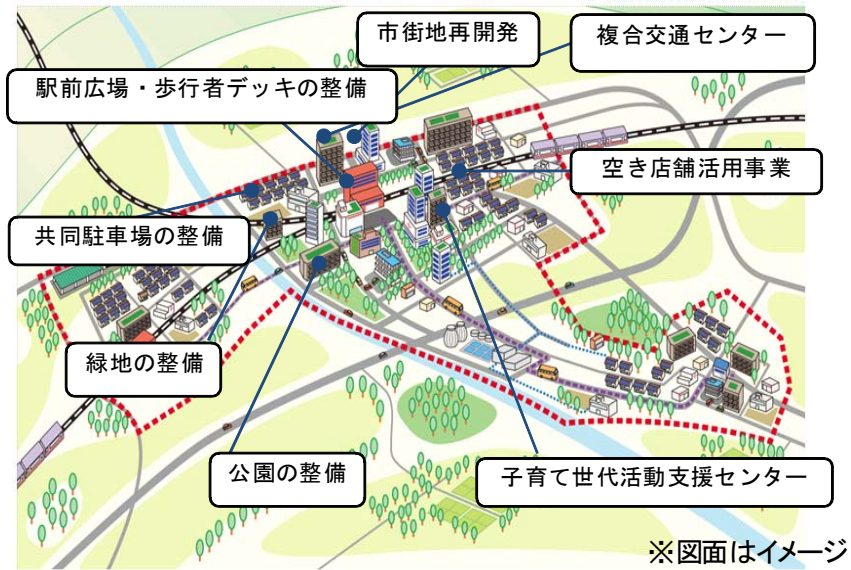 市街地再開発
複合交通センター
駅前広場・歩行者デッキの整備
空き店舗活用事業
共同駐車場の整備
緑地の整備
公園の整備
子育て世代活動支援センター
※図面はイメージ